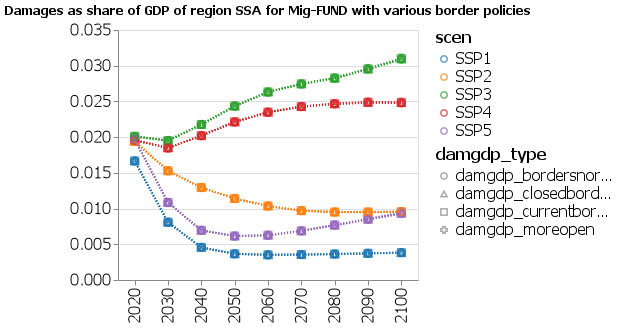 Damages as share of GDP of region SSA for Mig-FUND with various border policies
0.035
0.030
0.025
0.020
0.015
0.010
0.005
0.000
2020
2030
2040
2050
2060
2070
2080
2090
2100
scen
SSP1
SSP2
SSP3
SSP4
SSP5
damgdp_type
damgdp_bordersnor...
damgdp_closedbord...
damgdp_currentbor...
damgdp_moreopen